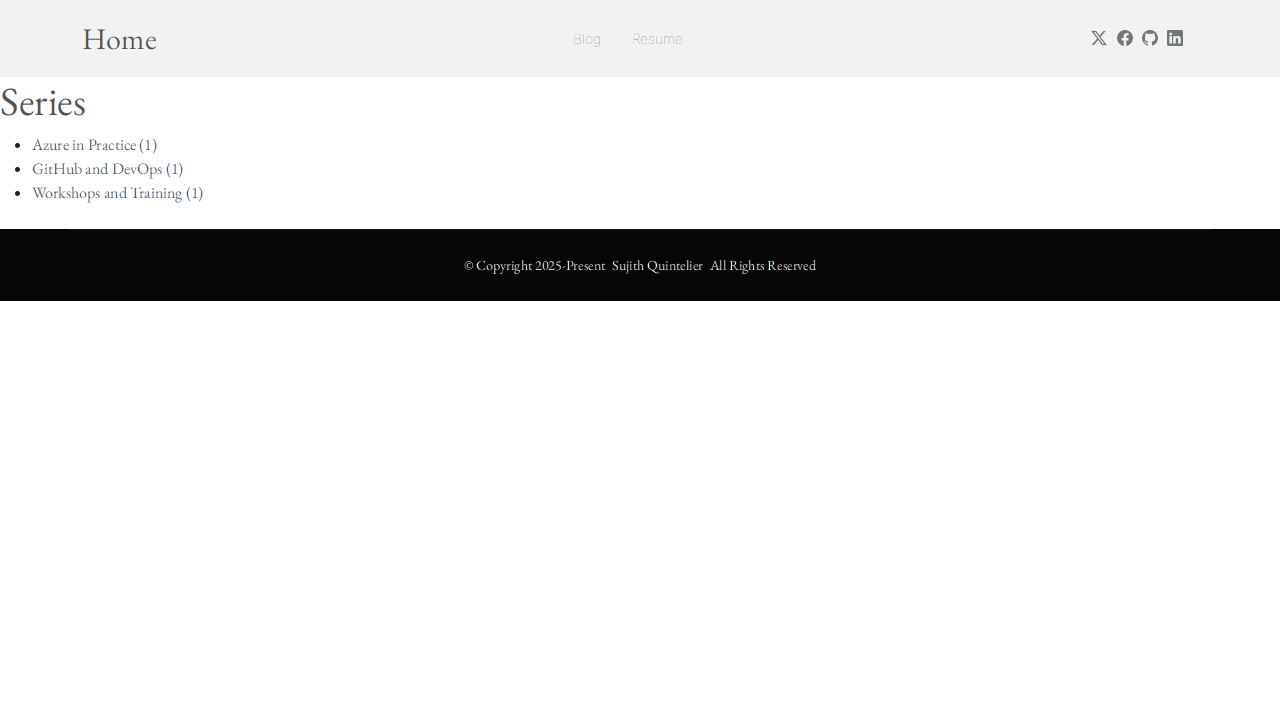 Home
Blog
Resume
Series
Azure in Practice (1)
GitHub and DevOps (1)
Workshops and Training (1)
© Copyright 2025-Present Sujith Quintelier All Rights Reserved